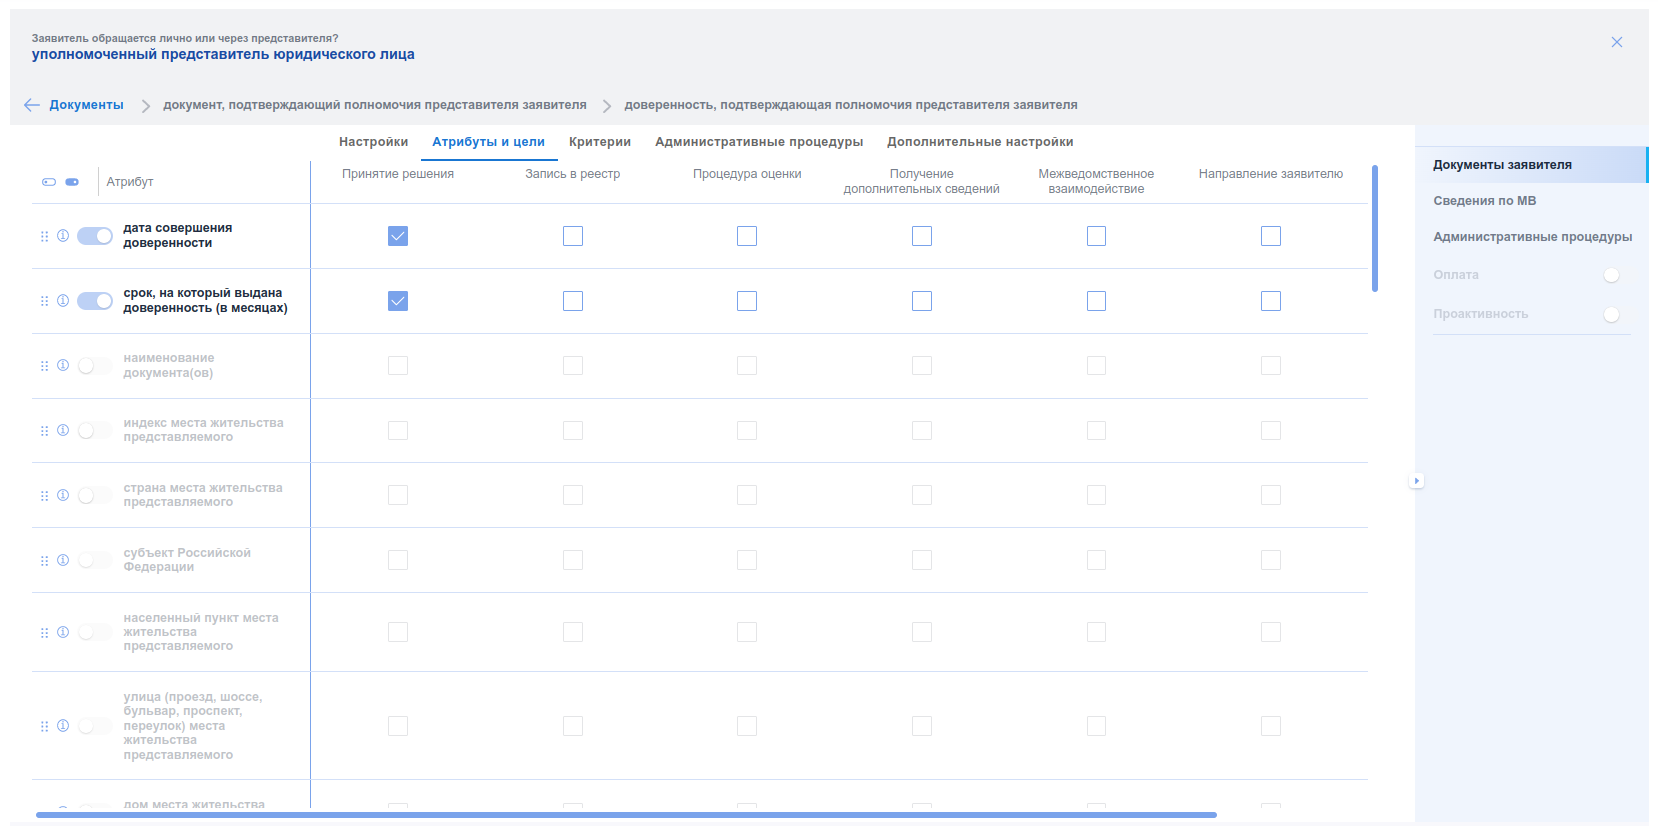 Заявитель обращается лично или через представителя?
уполномоченный представитель юридического лица
Документы
документ, подтверждающий полномочия представителя заявителя
доверенность, подтверждающая полномочия представителя заявителя
Настройки
Атрибуты и цели
Критерии
Административные процедуры
Дополнительные настройки
Атрибут
Принятие решения
Запись в реестр
Процедура оценки
Получение
дополнительных сведений
Межведомственное
взаимодействие
Направление заявителю
дата совершения
доверенности
срок, на который выдана
доверенность (в месяцах)
наименование
документа(ов)
индекс места жительства
представляемого
страна места жительства
представляемого
субъект Российской
Федерации
населенный пункт места
жительства
представляемого
улица (проезд, шоссе,
бульвар, проспект,
переулок) места
жительства
представляемого
дом места жительства
Документы заявителя
Сведения по МВ
Административные процедуры
Оплата
Проактивность